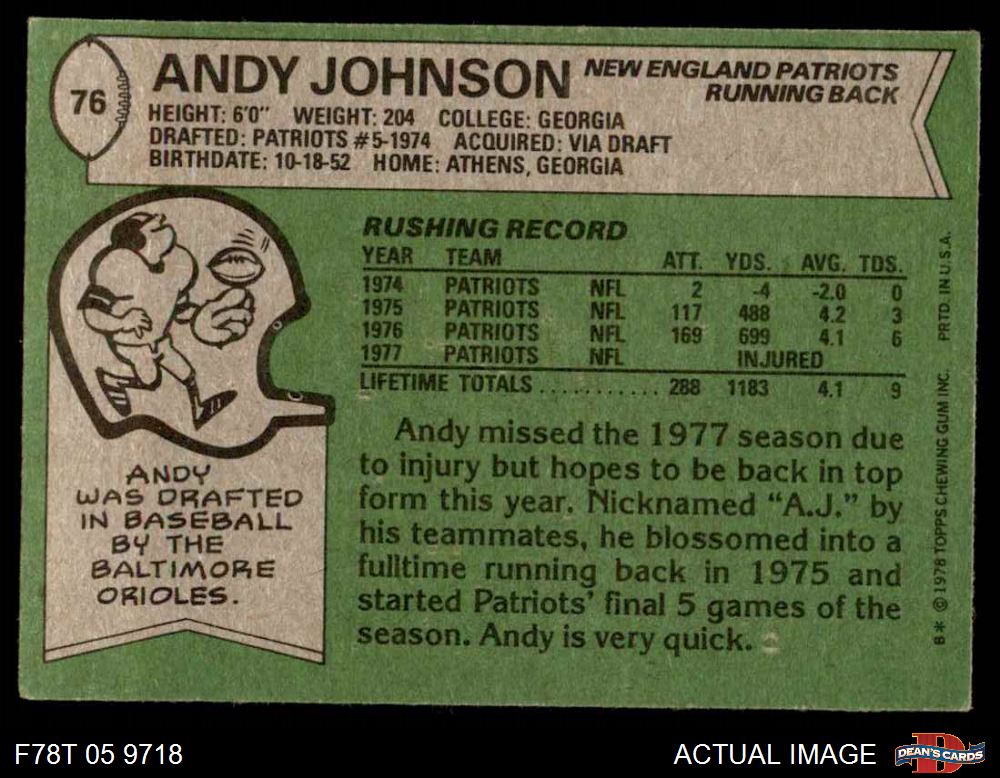 76
ANDY JOHNSON
NEW ENGLAND PATRIOTS
RUNNING BACK
HEIGHT: 6'0" WEIGHT: 204 COLLEGE: GEORGIA
DRAFTED: PATRIOTS #5-1974 ACQUIRED: VIA DRAFT
BIRTHDATE: 10-18-52 HOME: ATHENS, GEORGIA
RUSHING RECORD
YEAR TEAM ATT. YDS. AVG. TDS.
1974 PATRIOTS NFL 2 -4 -2.0 0
1975 PATRIOTS NFL 117 488 4.2 3
1976 PATRIOTS NFL 169 699 4.1 6
1977 PATRIOTS NFL INJURED
LIFETIME TOTALS ........... 288 1183 4.1 9
Andy missed the 1977 season due
to injury but hopes to be back in top
form this year. Nicknamed “A.J.” by
his teammates, he blossomed into a
fulltime running back in 1975 and
started Patriots’ final 5 games of the
season. Andy is very quick.
ANDY
WAS DRAFTED
IN BASEBALL
BY THE
BALTIMORE
ORIOLES.
B* © 1978 TOPPS CHEWING GUM INC. PRTD. IN U.S.A.
F78T 05 9718
ACTUAL IMAGE
DEAN'S CARDS